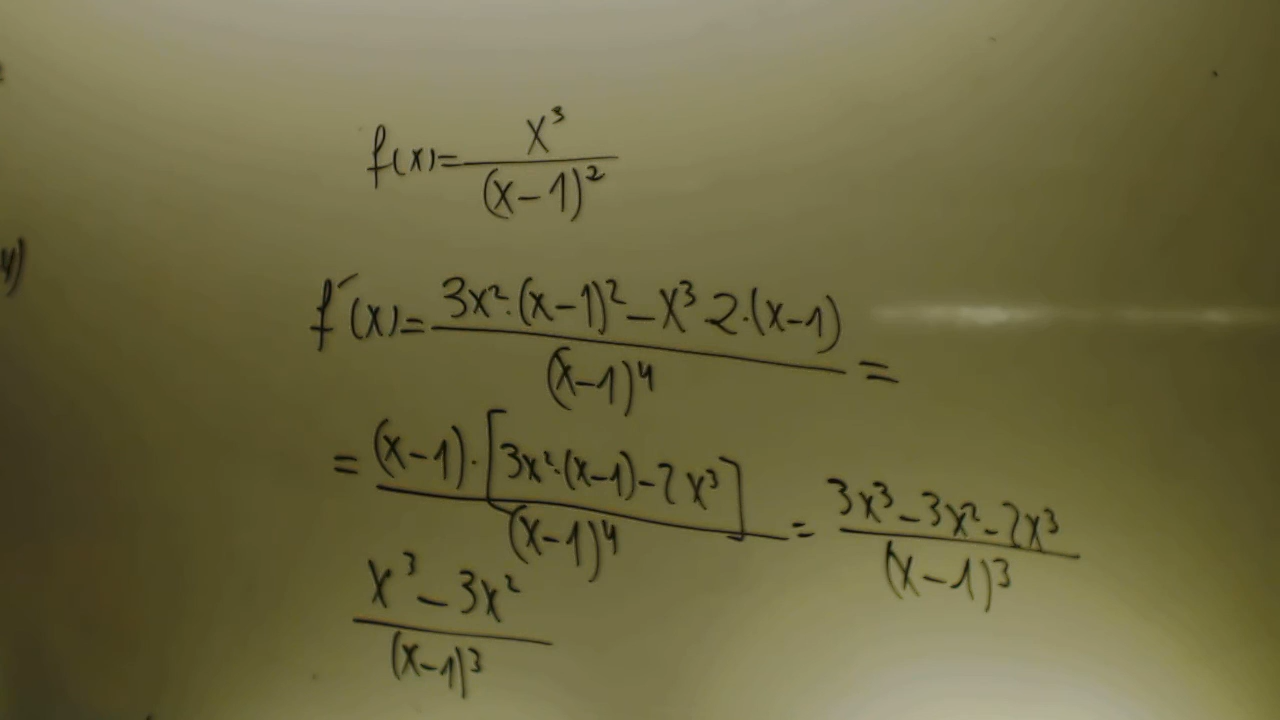 f(x)= x³/(x-1)²
4)
f´(x)= (3x²·(x-1)² - x³ 2·(x-1))/(x-1)⁴ =
= ((x-1)·[3x²·(x-1)-2x³])/(x-1)⁴ = (3x³-3x²-2x³)/(x-1)³
(x³-3x²)/(x-1)³